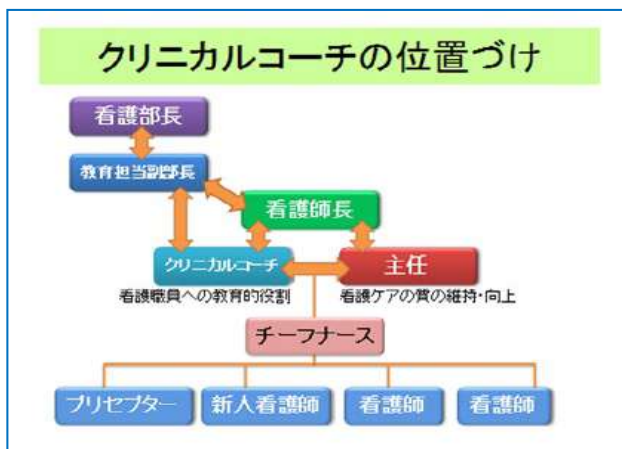 クリニカルコーチの位置づけ
看護部長
教育担当副部長
看護師長
クリニカルコーチ
主任
看護職員への教育的役割
看護ケアの質の維持・向上
チーフナース
プリセプター
新人看護師
看護師
看護師